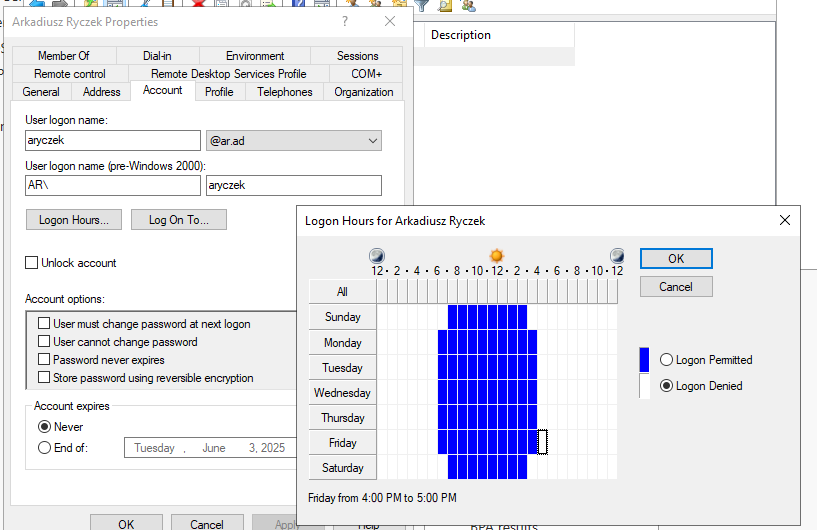 Arkadiusz Ryczek Properties
?
Description
Member Of Dial-in Environment Sessions
Remote control Remote Desktop Services Profile COM+
General Address Account Profile Telephones Organization
User logon name:
aryczek @ar.ad
User logon name (pre-Windows 2000):
AR\ aryczek
Logon Hours... Log On To...
Unlock account
Account options:
User must change password at next logon
User cannot change password
Password never expires
Store password using reversible encryption
Account expires
Never
End of: Tuesday , June 3, 2025
OK Cancel Apply Help
Logon Hours for Arkadiusz Ryczek
12 · 2 · 4 · 6 · 8 · 10 · 12 · 2 · 4 · 6 · 8 · 10 · 12
All
Sunday
Monday
Tuesday
Wednesday
Thursday
Friday
Saturday
OK
Cancel
Logon Permitted
Logon Denied
Friday from 4:00 PM to 5:00 PM
BPA results